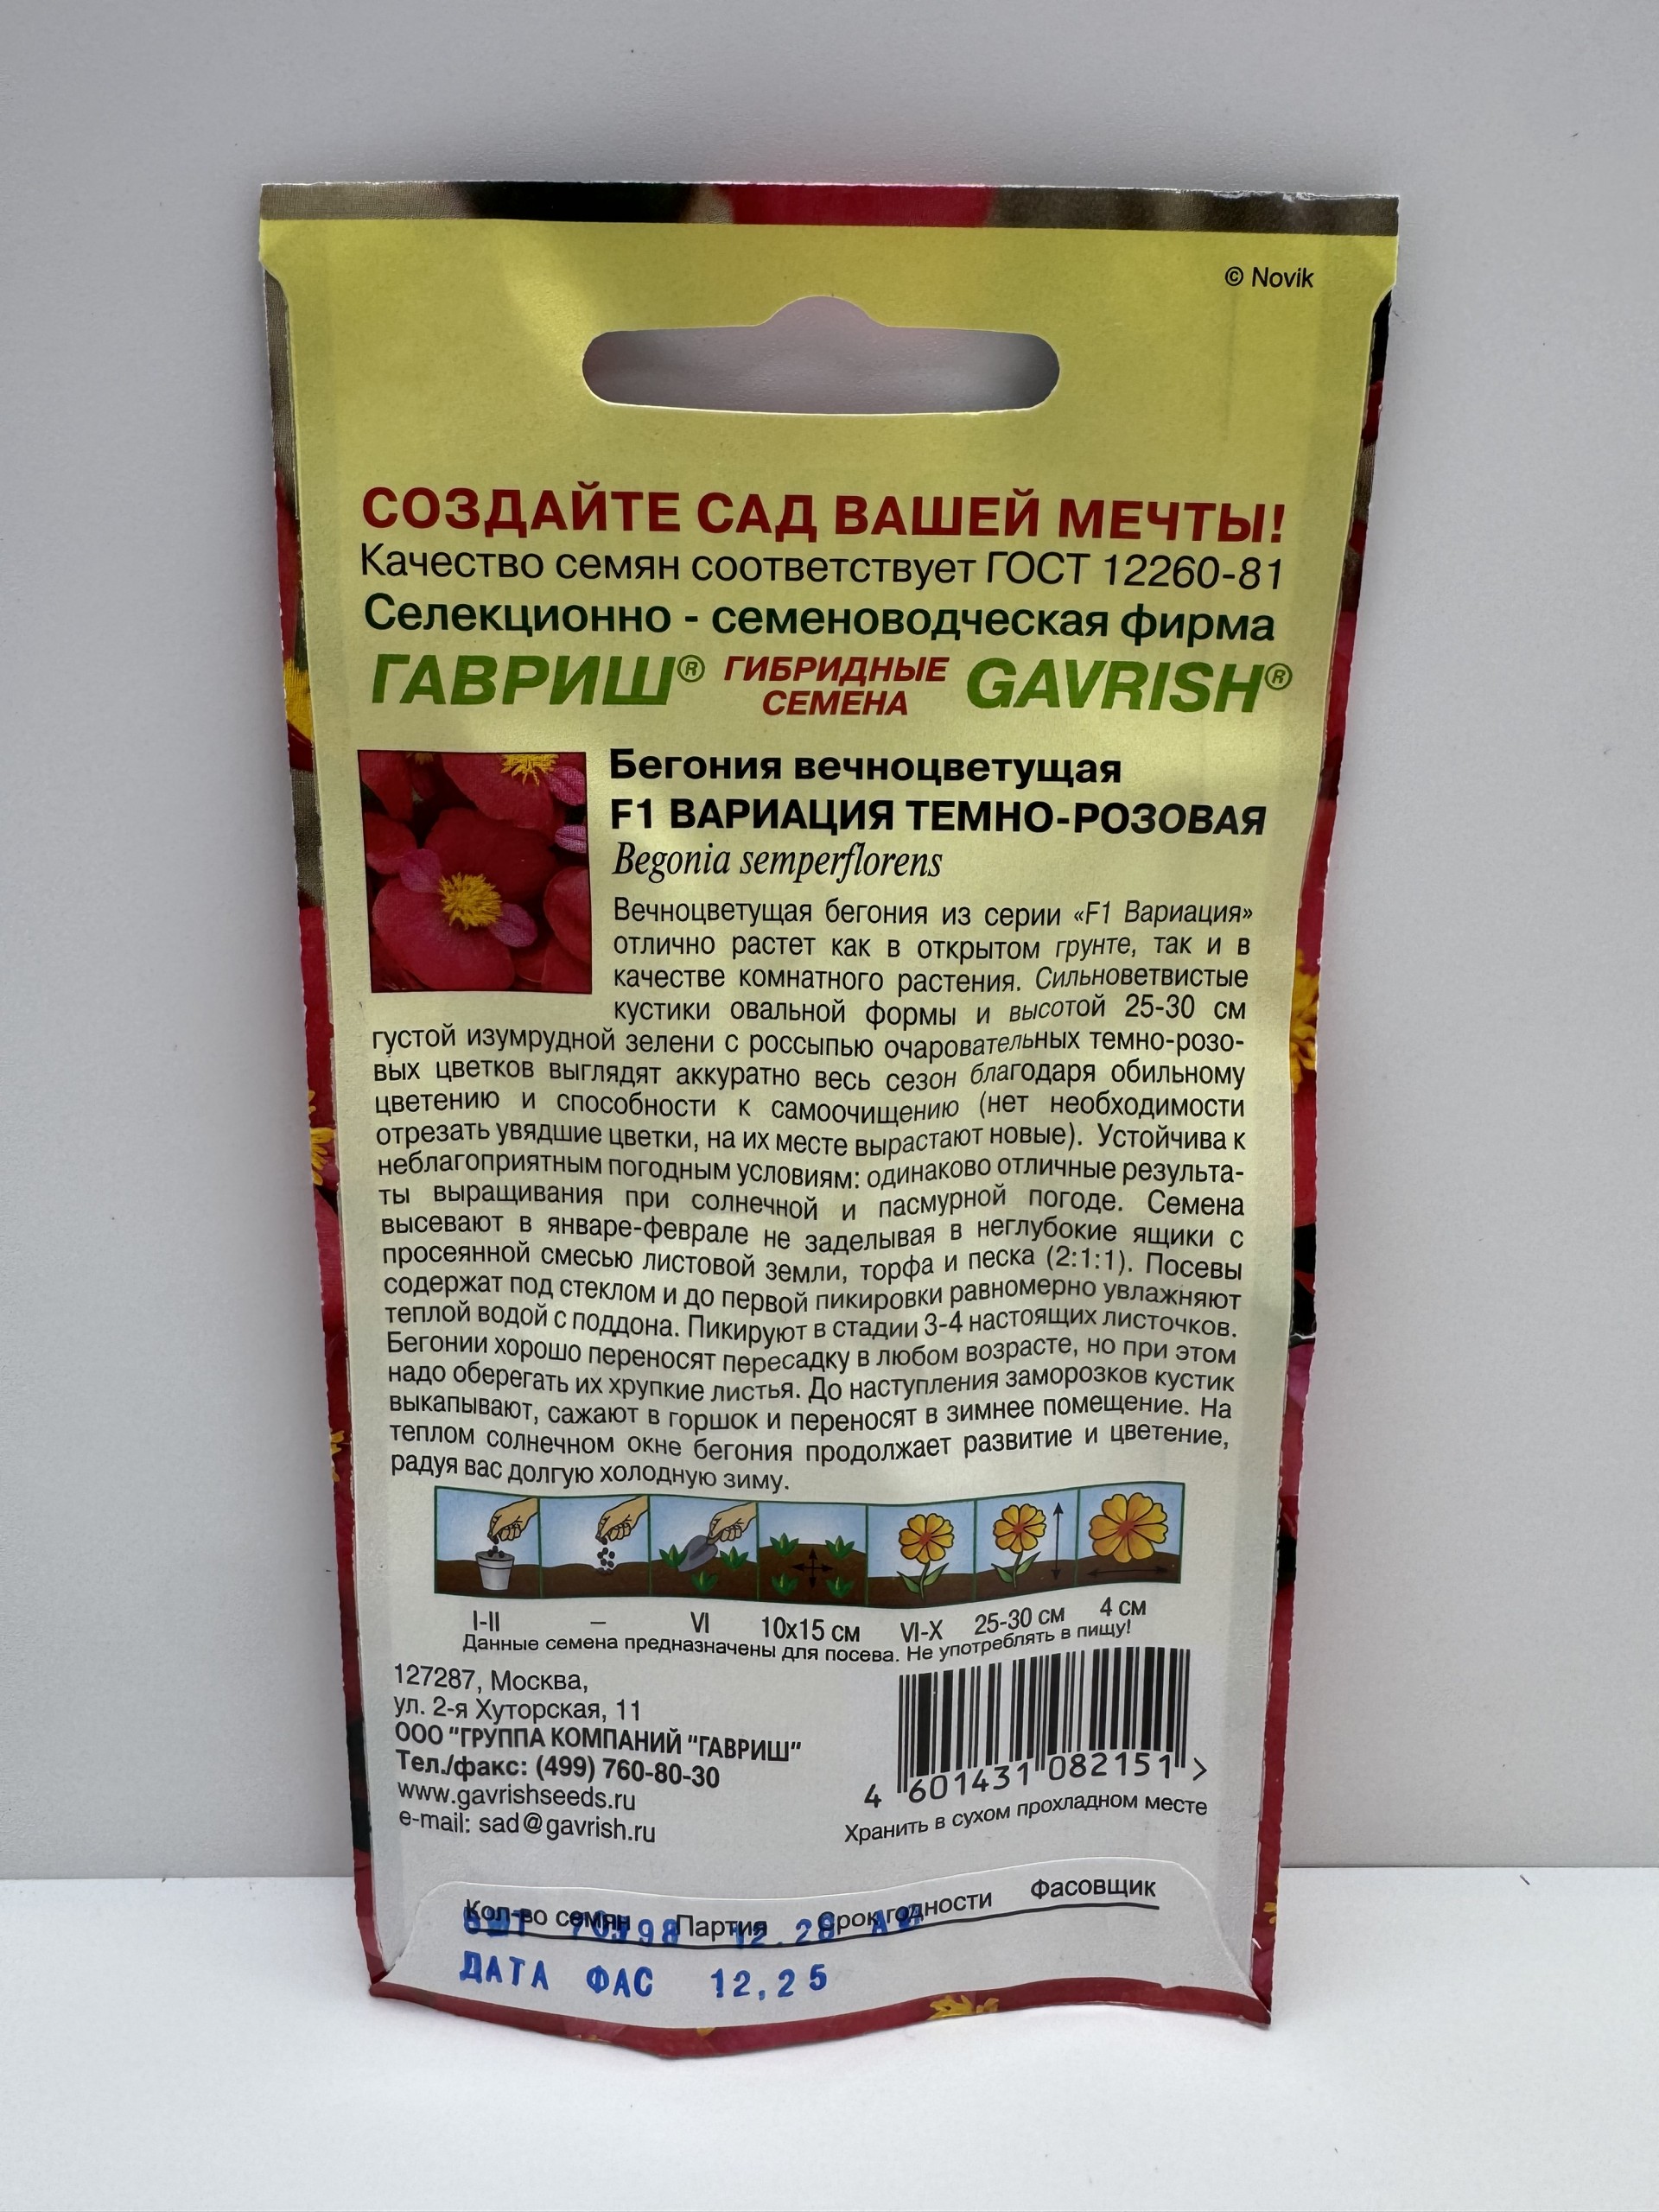 © Novik
СОЗДАЙТЕ САД ВАШЕЙ МЕЧТЫ!
Качество семян соответствует ГОСТ 12260-81
Селекционно - семеноводческая фирма
ГАВРИШ® ГИБРИДНЫЕ СЕМЕНА GAVRISH®
Бегония вечноцветущая
F1 ВАРИАЦИЯ ТЕМНО-РОЗОВАЯ
Begonia semperflorens
Вечноцветущая бегония из серии «F1 Вариация»
отлично растет как в открытом грунте, так и в
качестве комнатного растения. Сильноветвистые
кустики овальной формы и высотой 25-30 см
густой изумрудной зелени с россыпью очаровательных темно-розо-
вых цветков выглядят аккуратно весь сезон благодаря обильному
цветению и способности к самоочищению (нет необходимости
отрезать увядшие цветки, на их месте вырастают новые). Устойчива к
неблагоприятным погодным условиям: одинаково отличные результа-
ты выращивания при солнечной и пасмурной погоде. Семена
высевают в январе-феврале не заделывая в неглубокие ящики с
просеянной смесью листовой земли, торфа и песка (2:1:1). Посевы
содержат под стеклом и до первой пикировки равномерно увлажняют
теплой водой с поддона. Пикируют в стадии 3-4 настоящих листочков.
Бегонии хорошо переносят пересадку в любом возрасте, но при этом
надо оберегать их хрупкие листья. До наступления заморозков кустик
выкапывают, сажают в горшок и переносят в зимнее помещение. На
теплом солнечном окне бегония продолжает развитие и цветение,
радуя вас долгую холодную зиму.
I-II – VI 10x15 см VI-X 25-30 см 4 см
Данные семена предназначены для посева. Не употреблять в пищу!
127287, Москва,
ул. 2-я Хуторская, 11
ООО "ГРУППА КОМПАНИЙ "ГАВРИШ"
Тел./факс: (499) 760-80-30
www.gavrishseeds.ru
e-mail: sad@gavrish.ru
4 601431 082151 >
Хранить в сухом прохладном месте
Кол-во семян Партия Срок годности Фасовщик
12.28
ДАТА ФАС 12,25